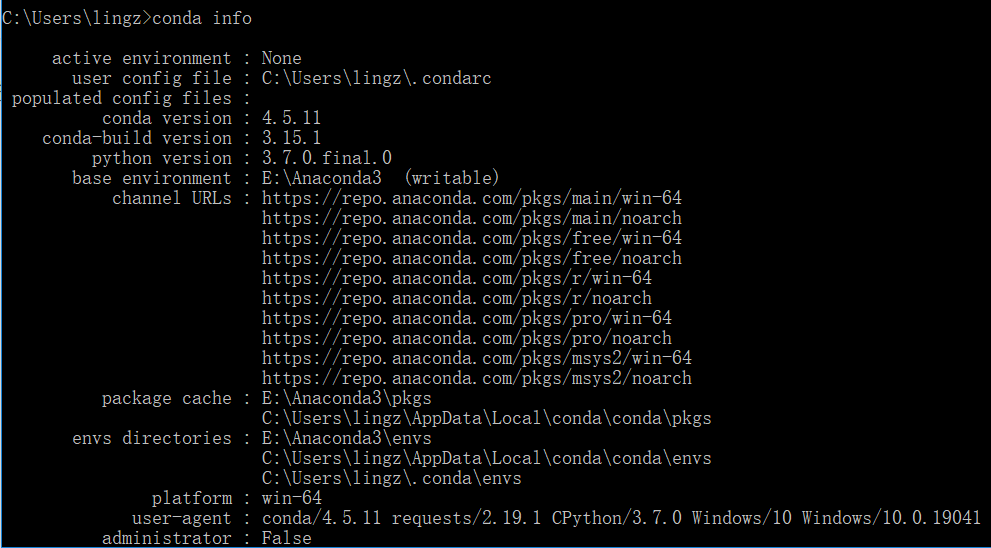 C:\Users\lingz>conda info
active environment : None
user config file : C:\Users\lingz\.condarc
populated config files :
conda version : 4.5.11
conda-build version : 3.15.1
python version : 3.7.0.final.0
base environment : E:\Anaconda3  (writable)
channel URLs : https://repo.anaconda.com/pkgs/main/win-64
https://repo.anaconda.com/pkgs/main/noarch
https://repo.anaconda.com/pkgs/free/win-64
https://repo.anaconda.com/pkgs/free/noarch
https://repo.anaconda.com/pkgs/r/win-64
https://repo.anaconda.com/pkgs/r/noarch
https://repo.anaconda.com/pkgs/pro/win-64
https://repo.anaconda.com/pkgs/pro/noarch
https://repo.anaconda.com/pkgs/msys2/win-64
https://repo.anaconda.com/pkgs/msys2/noarch
package cache : E:\Anaconda3\pkgs
C:\Users\lingz\AppData\Local\conda\conda\pkgs
envs directories : E:\Anaconda3\envs
C:\Users\lingz\AppData\Local\conda\conda\envs
C:\Users\lingz\.conda\envs
platform : win-64
user-agent : conda/4.5.11 requests/2.19.1 CPython/3.7.0 Windows/10 Windows/10.0.19041
administrator : False